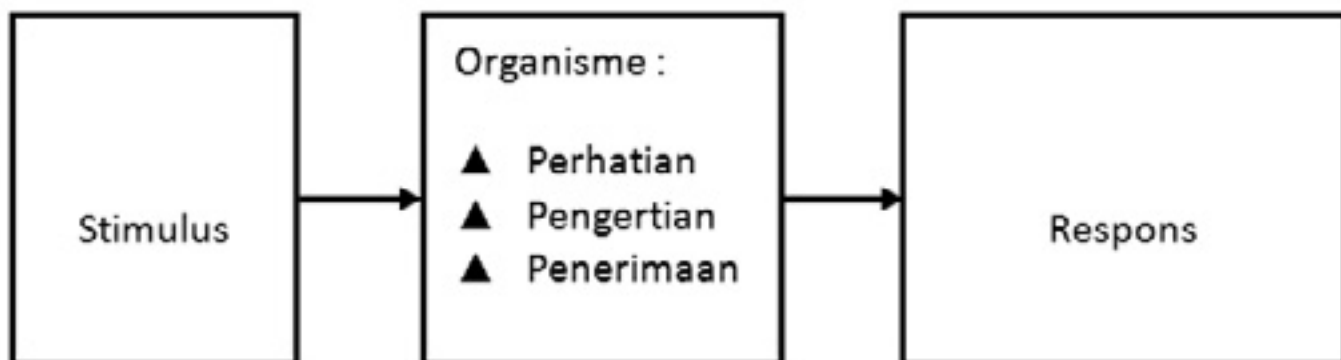 Stimulus
Organisme :
▲ Perhatian
▲ Pengertian
▲ Penerimaan
Respons